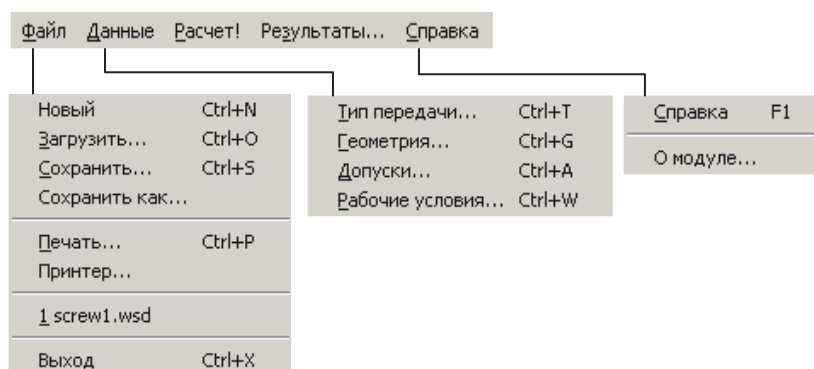 Файл Данные Расчет! Результаты... Справка
Новый Ctrl+N
Загрузить... Ctrl+O
Сохранить... Ctrl+S
Сохранить как...
Печать... Ctrl+P
Принтер...
1 screw1.wsd
Выход Ctrl+X
Тип передачи... Ctrl+T
Геометрия... Ctrl+G
Допуски... Ctrl+A
Рабочие условия... Ctrl+W
Справка F1
О модуле...